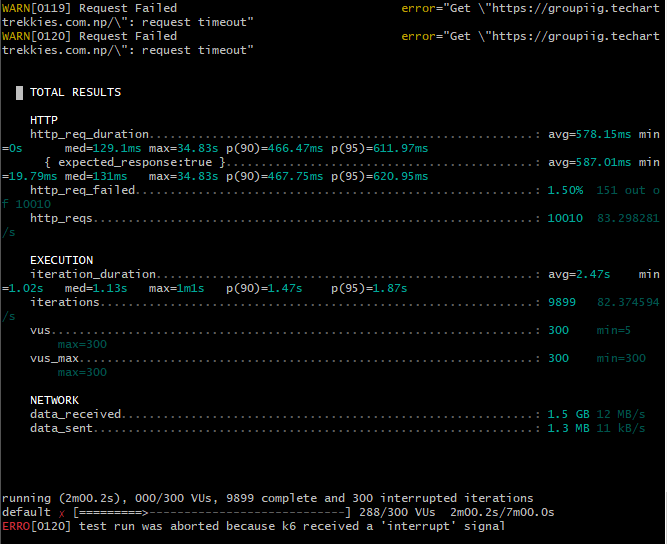 WARN[0119] Request Failed                                error="Get \"https://groupiig.techart
trekkies.com.np/\": request timeout"
WARN[0120] Request Failed                                error="Get \"https://groupiig.techart
trekkies.com.np/\": request timeout"
TOTAL RESULTS
HTTP
http_req_duration.......................................................: avg=578.15ms min
=0s      med=129.1ms max=34.83s p(90)=466.47ms p(95)=611.97ms
{ expected_response:true }............................................: avg=587.01ms min
=19.79ms med=131ms   max=34.83s p(90)=467.75ms p(95)=620.95ms
http_req_failed.........................................................: 1.50%  151 out o
f 10010
http_reqs...............................................................: 10010  83.298281
/s
EXECUTION
iteration_duration......................................................: avg=2.47s    min
=1.02s   med=1.13s   max=1m1s   p(90)=1.47s    p(95)=1.87s
iterations..............................................................: 9899   82.374594
/s
vus.....................................................................: 300    min=5
max=300
vus_max.................................................................: 300    min=300
max=300
NETWORK
data_received...........................................................: 1.5 GB 12 MB/s
data_sent...............................................................: 1.3 MB 11 kB/s
running (2m00.2s), 000/300 VUs, 9899 complete and 300 interrupted iterations
default ✗ [=========>----------------------------] 288/300 VUs  2m00.2s/7m00.0s
ERRO[0120] test run was aborted because k6 received a 'interrupt' signal